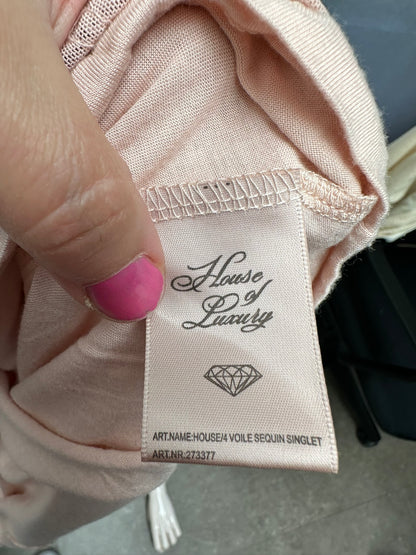 House
of
Luxury
ART.NAME:HOUSE/4 VOILE SEQUIN SINGLET
ART.NR:273377